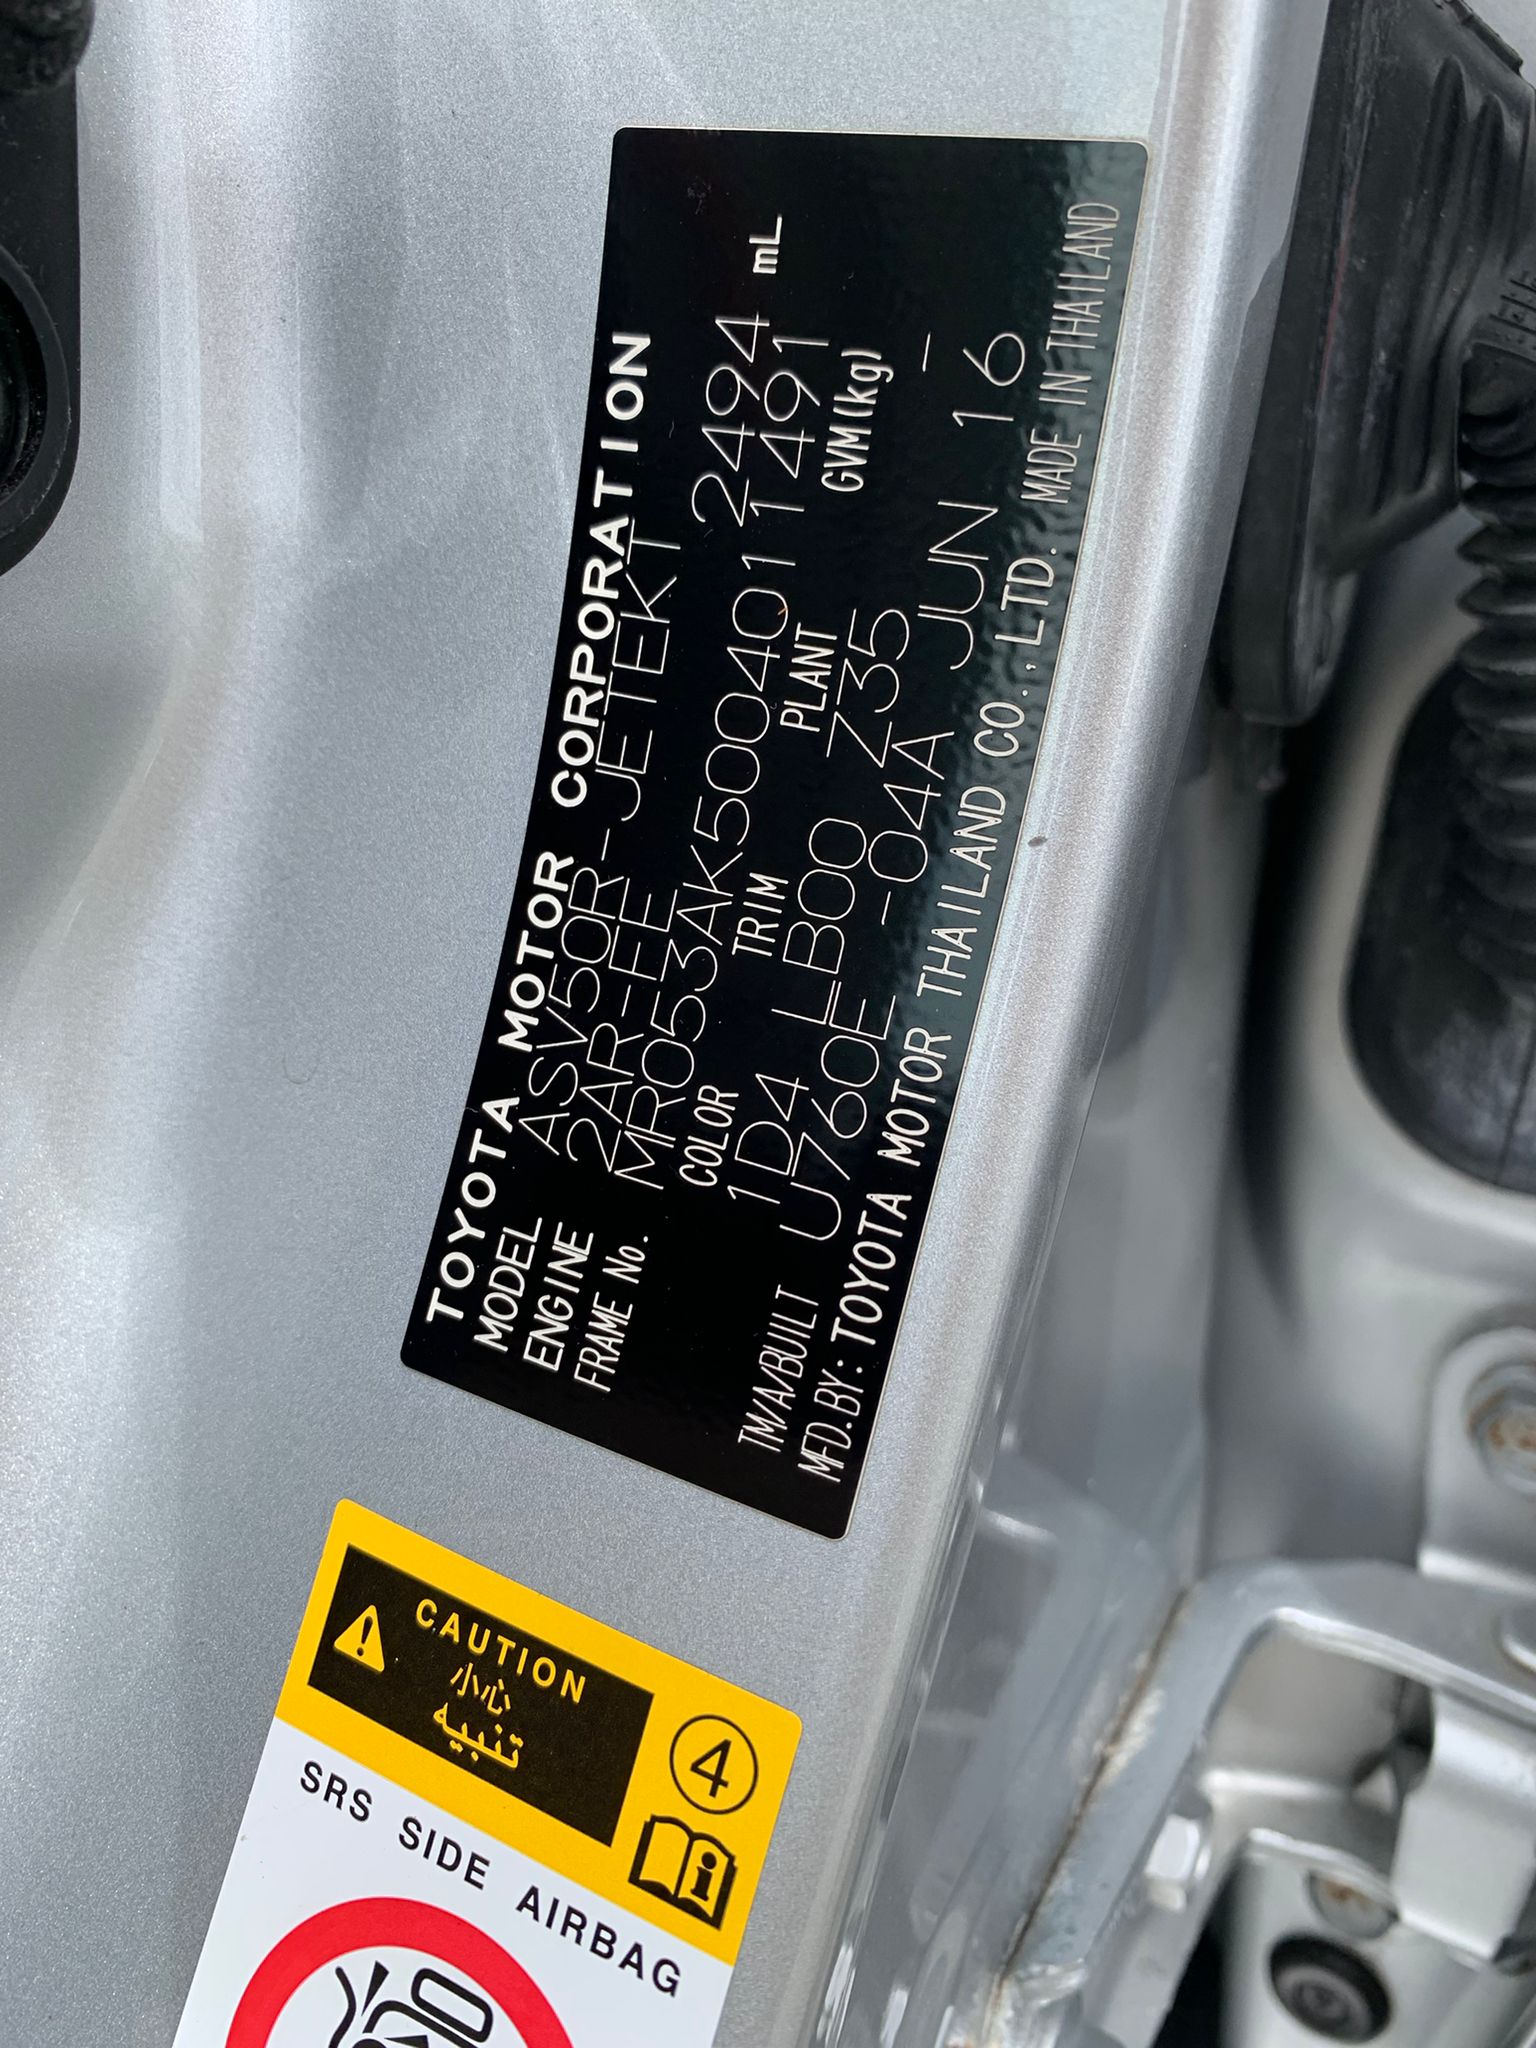 TOYOTA MOTOR CORPORATION
MODEL ASV50R-JETEKT
ENGINE 2AR-FE 2494 mL
FRAME No. MR053AK5004011491
COLOR TRIM PLANT GVM(kg)
1D4 LB00 Z35 -
TM/A/BUILT U760E -04A JUN 16
MFD.BY: TOYOTA MOTOR THAILAND CO.,LTD. MADE IN THAILAND
CAUTION
小心
تنبيه
4
SRS SIDE AIRBAG